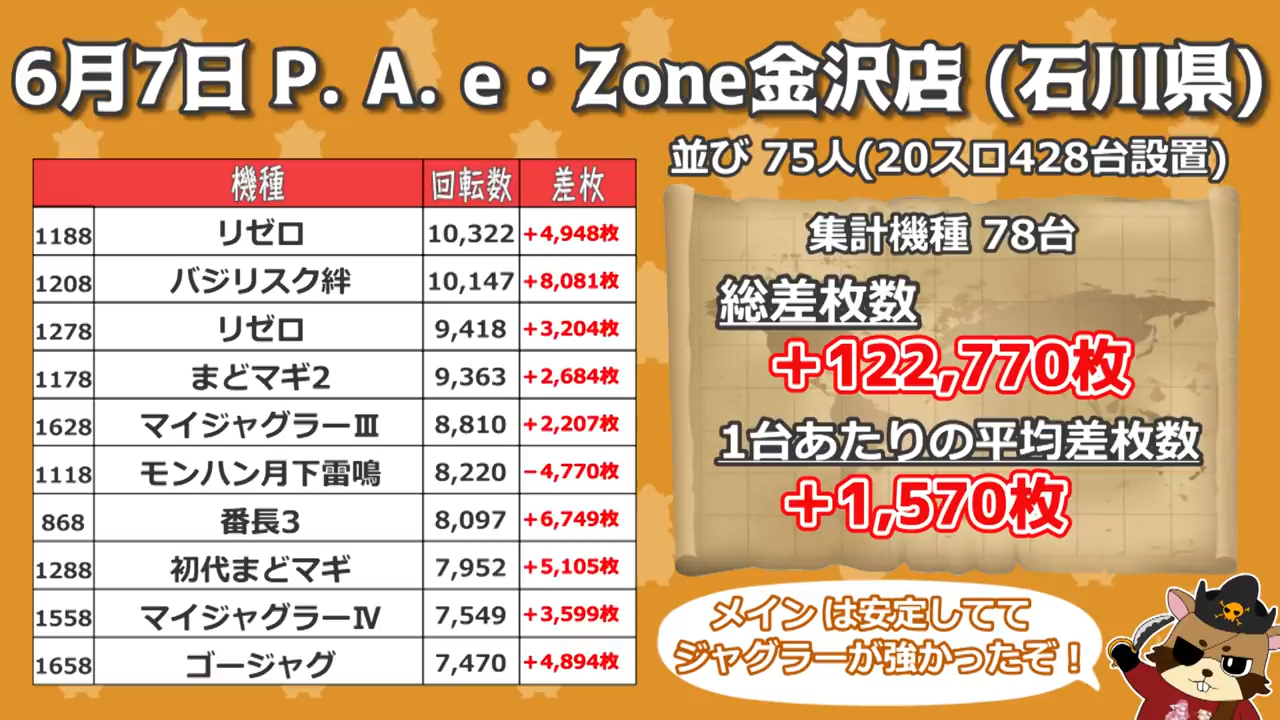 6月7日 P. A. e・Zone金沢店 (石川県)
並び 75人(20スロ428台設置)
機種 回転数 差枚
1188 リゼロ 10,322 +4,948枚
1208 バジリスク絆 10,147 +8,081枚
1278 リゼロ 9,418 +3,204枚
1178 まどマギ2 9,363 +2,684枚
1628 マイジャグラーⅢ 8,810 +2,207枚
1118 モンハン月下雷鳴 8,220 −4,770枚
868 番長3 8,097 +6,749枚
1288 初代まどマギ 7,952 +5,105枚
1558 マイジャグラーⅣ 7,549 +3,599枚
1658 ゴージャグ 7,470 +4,894枚
集計機種 78台
総差枚数
+122,770枚
1台あたりの平均差枚数
+1,570枚
メイン は安定してて
ジャグラーが強かったぞ！